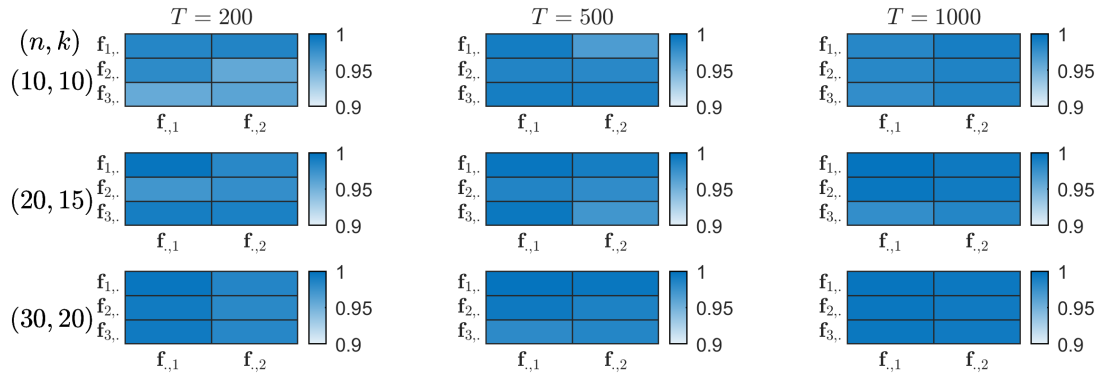 T = 200 T = 500 T = 1000
(n, k)
(10, 10)
f1,. 1 f1,. 1 f1,. 1
f2,. 0.95 f2,. 0.95 f2,. 0.95
f3,. 0.9 f3,. 0.9 f3,. 0.9
f.,1 f.,2 f.,1 f.,2 f.,1 f.,2
f1,. 1 f1,. 1 f1,. 1
(20, 15) f2,. 0.95 f2,. 0.95 f2,. 0.95
f3,. 0.9 f3,. 0.9 f3,. 0.9
f.,1 f.,2 f.,1 f.,2 f.,1 f.,2
f1,. 1 f1,. 1 f1,. 1
(30, 20) f2,. 0.95 f2,. 0.95 f2,. 0.95
f3,. 0.9 f3,. 0.9 f3,. 0.9
f.,1 f.,2 f.,1 f.,2 f.,1 f.,2